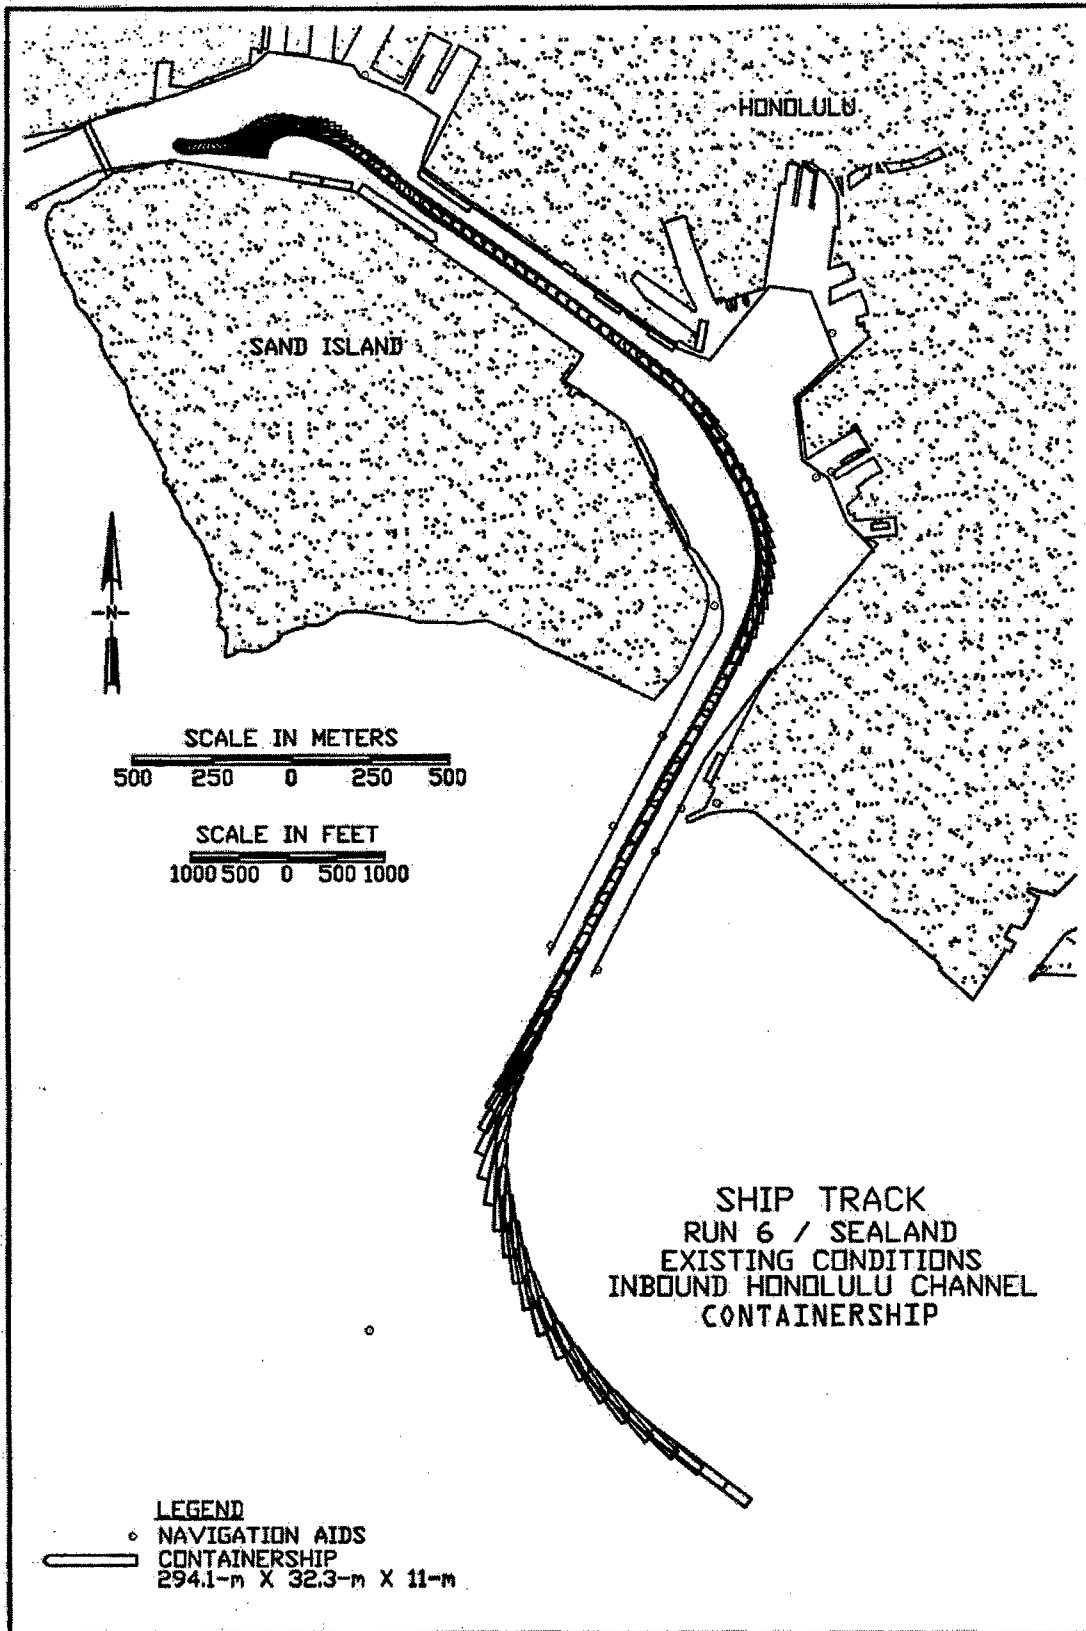 HONOLULU
SAND ISLAND
N
SCALE IN METERS
500 250 0 250 500
SCALE IN FEET
1000 500 0 500 1000
SHIP TRACK
RUN 6 / SEALAND
EXISTING CONDITIONS
INBOUND HONOLULU CHANNEL
CONTAINERSHIP
LEGEND
NAVIGATION AIDS
CONTAINERSHIP
294.1-m X 32.3-m X 11-m